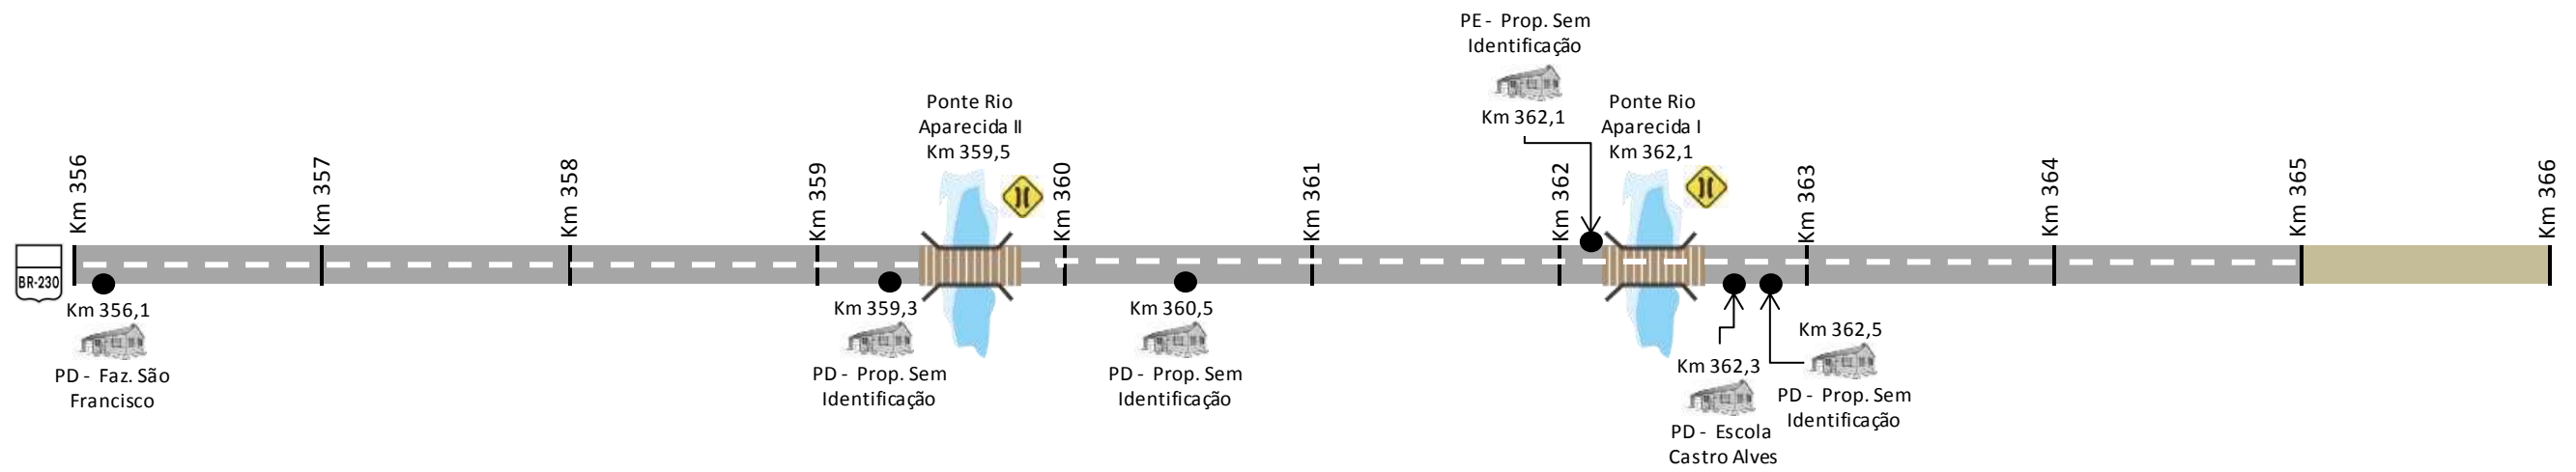 PE - Prop. Sem
Identificação
Km 362,1
Ponte Rio
Aparecida II
Km 359,5
Ponte Rio
Aparecida I
Km 362,1
Km 356
Km 357
Km 358
Km 359
Km 360
Km 361
Km 362
Km 363
Km 364
Km 365
Km 366
BR-230
Km 356,1
PD - Faz. São
Francisco
Km 359,3
PD - Prop. Sem
Identificação
Km 360,5
PD - Prop. Sem
Identificação
Km 362,3
PD - Escola
Castro Alves
Km 362,5
PD - Prop. Sem
Identificação